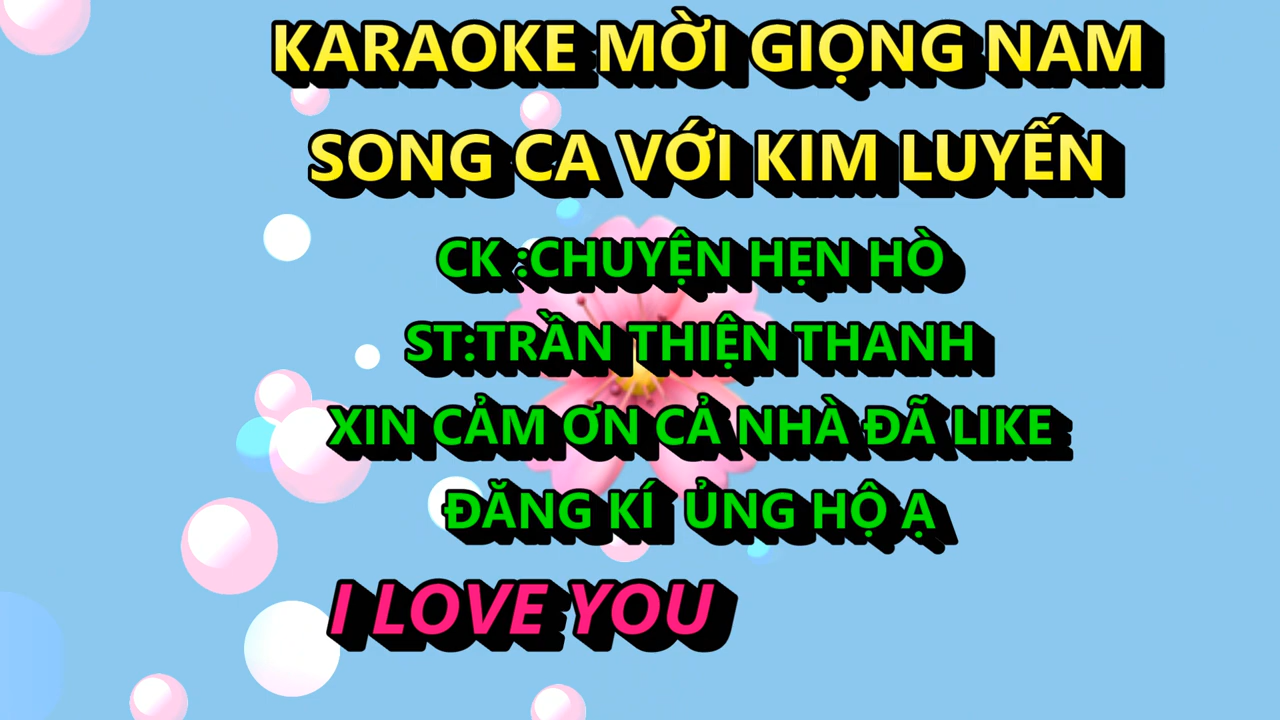 KARAOKE MỜI GIỌNG NAM
SONG CA VỚI KIM LUYẾN
CK :CHUYỆN HẸN HÒ
ST:TRẦN THIỆN THANH
XIN CẢM ƠN CẢ NHÀ ĐÃ LIKE
ĐĂNG KÍ  ỦNG HỘ Ạ
I LOVE YOU